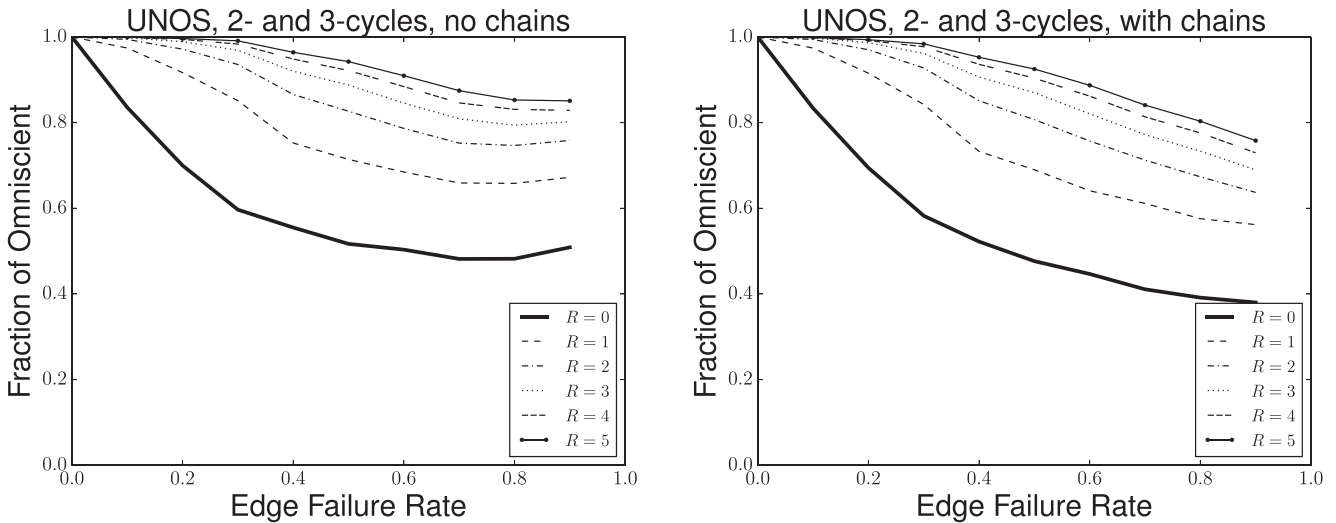 UNOS, 2- and 3-cycles, no chains
Fraction of Omniscient
1.0
0.8
0.6
0.4
0.2
0.0
R = 0
R = 1
R = 2
R = 3
R = 4
R = 5
0.0 0.2 0.4 0.6 0.8 1.0
Edge Failure Rate
UNOS, 2- and 3-cycles, with chains
Fraction of Omniscient
1.0
0.8
0.6
0.4
0.2
0.0
R = 0
R = 1
R = 2
R = 3
R = 4
R = 5
0.0 0.2 0.4 0.6 0.8 1.0
Edge Failure Rate